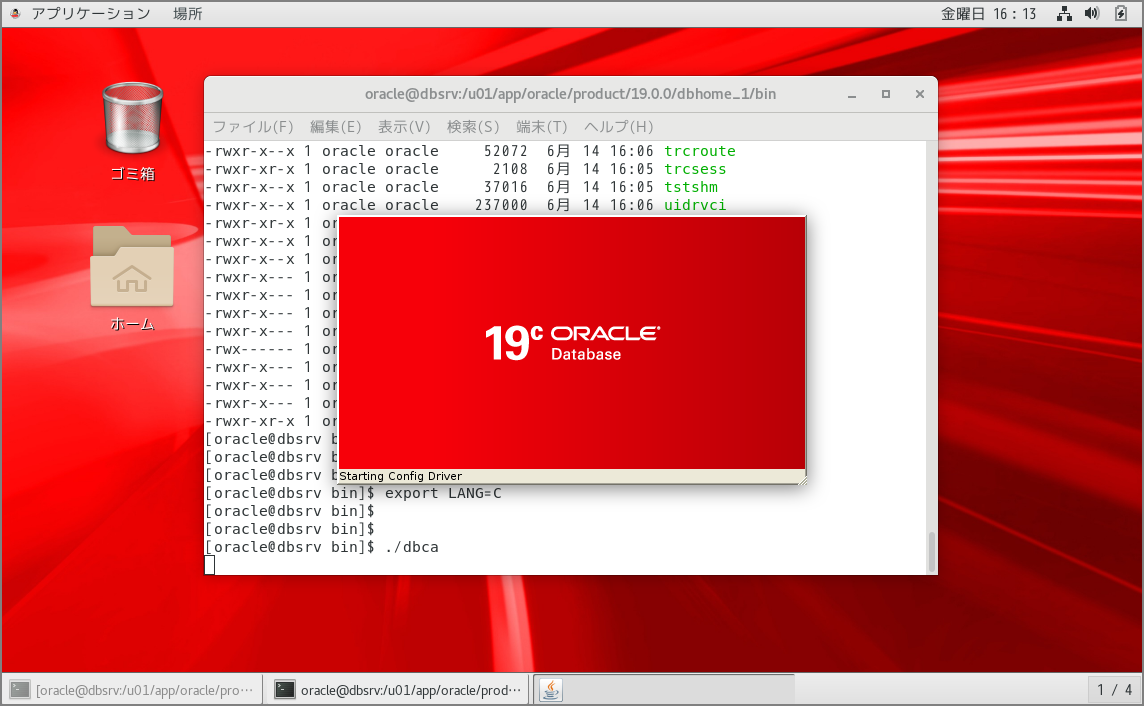 アプリケーション 場所 金曜日 16：13
ゴミ箱
ホーム
oracle@dbsrv:/u01/app/oracle/product/19.0.0/dbhome_1/bin
ファイル(F) 編集(E) 表示(V) 検索(S) 端末(T) ヘルプ(H)
-rwxr-x--x 1 oracle oracle 52072 6月 14 16:06 trcroute
-rwxr-xr-x 1 oracle oracle 2108 6月 14 16:05 trcsess
-rwxr-x--x 1 oracle oracle 37016 6月 14 16:05 tstshm
-rwxr-x--x 1 oracle oracle 237000 6月 14 16:06 uidrvci
-rwxr-xr-x 1 or
-rwxr-x--x 1 or
-rwxr-x--x 1 or
-rwxr-x--- 1 or
-rwxr-x--- 1 or
-rwxr-x--- 1 or
-rwxr-x--- 1 or
-rwx------ 1 or
-rwxr-x--- 1 or
-rwxr-x--- 1 or
-rwxr-x--- 1 or
-rwxr-xr-x 1 or
[oracle@dbsrv b
[oracle@dbsrv b
[oracle@dbsrv b
[oracle@dbsrv bin]$ export LANG=C
[oracle@dbsrv bin]$
[oracle@dbsrv bin]$
[oracle@dbsrv bin]$ ./dbca
19c ORACLE
Database
Starting Config Driver
[oracle@dbsrv:/u01/app/oracle/pro…
oracle@dbsrv:/u01/app/oracle/prod…
1 / 4